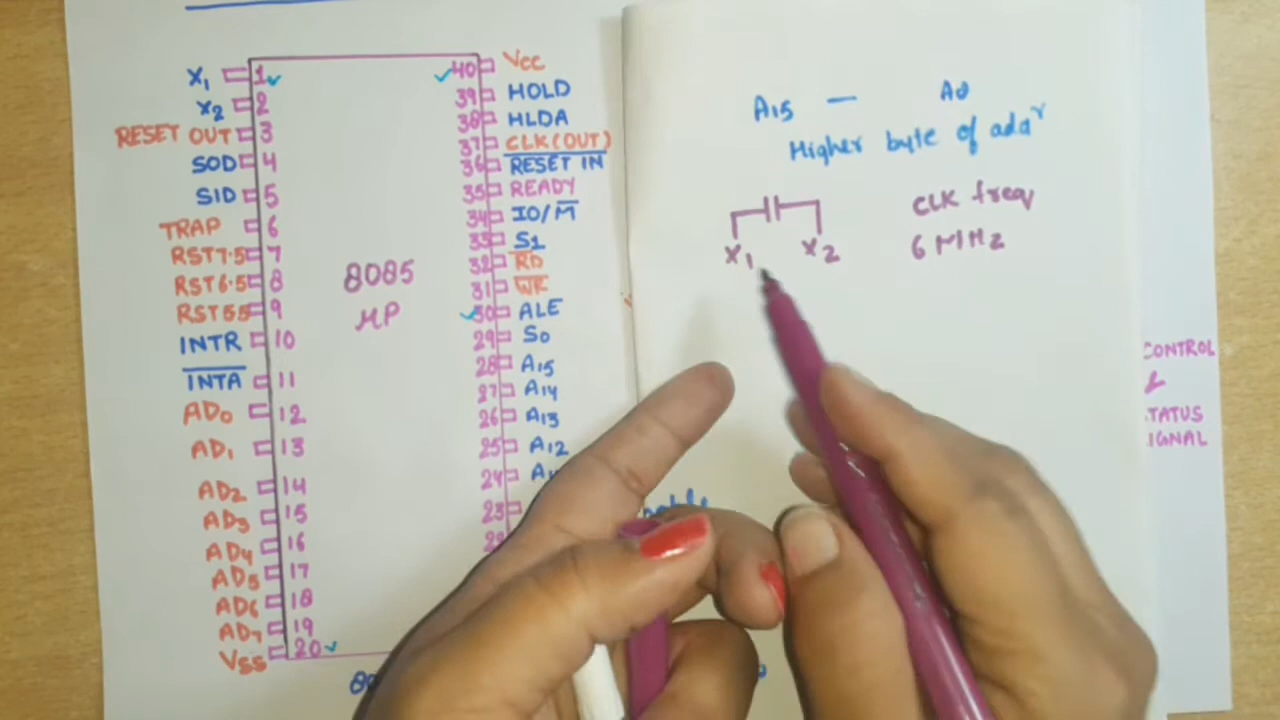 X1 1 40 Vcc
X2 2 39 HOLD
RESET OUT 3 38 HLDA
SOD 4 37 CLK(OUT)
SID 5 36 RESET IN
TRAP 6 35 READY
RST7.5 7 34 IO/M̅
RST6.5 8 33 S1
RST5.5 9 32 RD
INTR 10 31 WR
INTA 11 30 ALE
AD0 12 29 S0
AD1 13 28 A15
AD2 14 27 A14
AD3 15 26 A13
AD4 16 25 A12
AD5 17 24
AD6 18 23
AD7 19
Vss 20
8085
μP
A15 — A8
Higher byte of addr
CLK freq
X1 X2 6 MHz
CONTROL
&